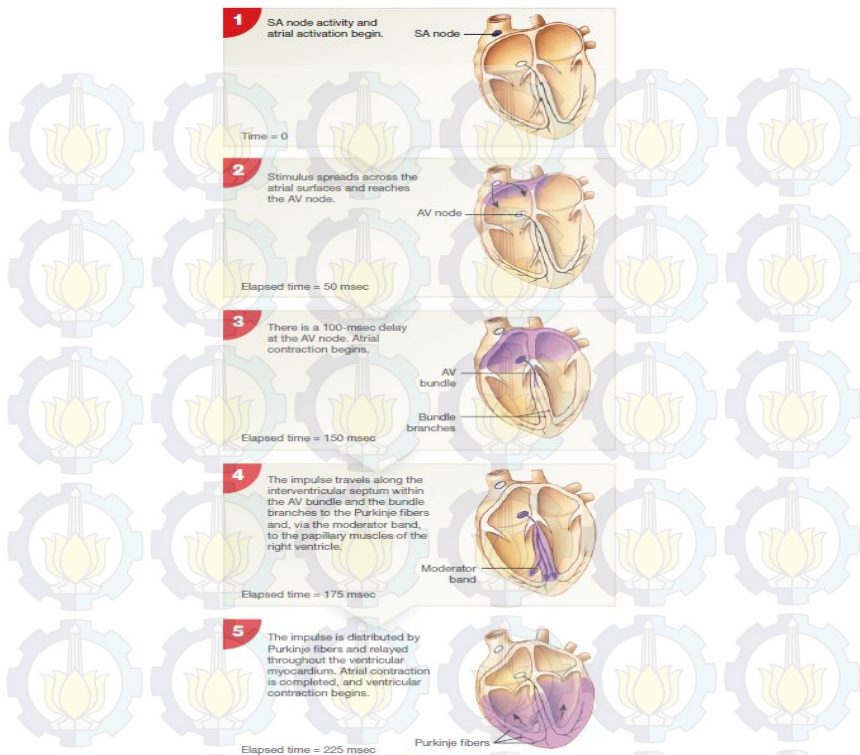 1
SA node activity and
atrial activation begin.
SA node
Time = 0
2
Stimulus spreads across the
atrial surfaces and reaches
the AV node.
AV node
Elapsed time = 50 msec
3
There is a 100-msec delay
at the AV node. Atrial
contraction begins.
AV
bundle
Bundle
branches
Elapsed time = 150 msec
4
The impulse travels along the
interventricular septum within
the AV bundle and the bundle
branches to the Purkinje fibers
and, via the moderator band,
to the papillary muscles of the
right ventricle.
Moderator
band
Elapsed time = 175 msec
5
The impulse is distributed by
Purkinje fibers and relayed
throughout the ventricular
myocardium. Atrial contraction
is completed, and ventricular
contraction begins.
Elapsed time = 225 msec
Purkinje fibers